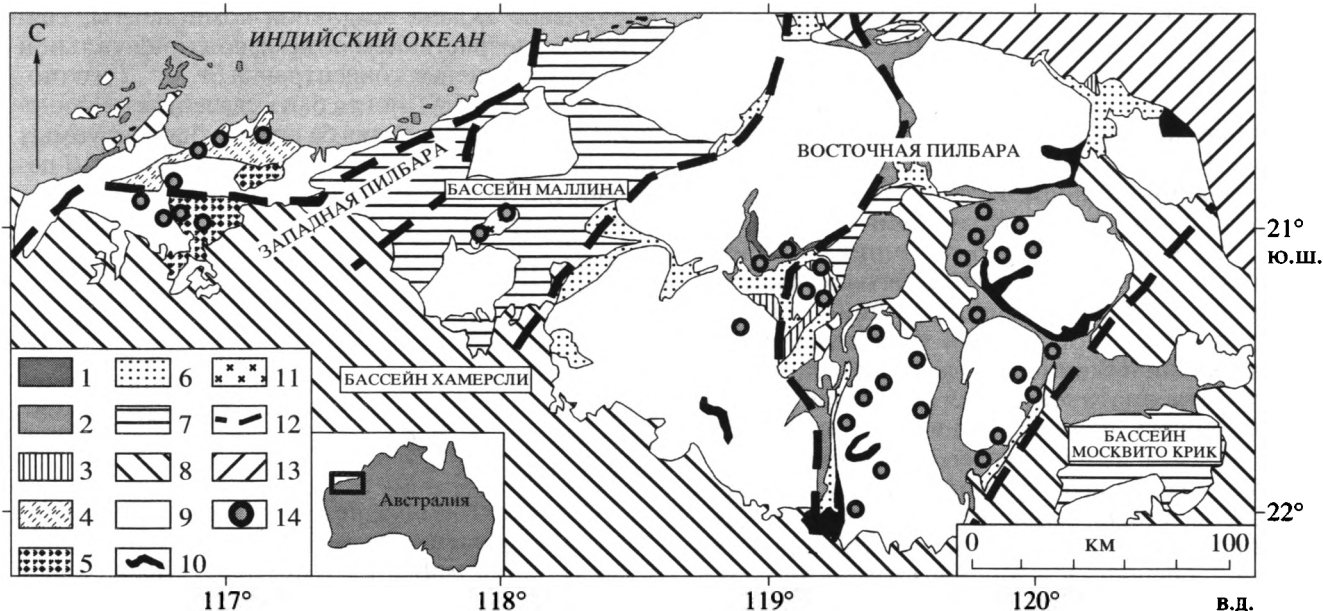 С
ИНДИЙСКИЙ ОКЕАН
ВОСТОЧНАЯ ПИЛБАРА
ЗАПАДНАЯ ПИЛБАРА
БАССЕЙН МАЛЛИНА
21°
ю.ш.
БАССЕЙН ХАМЕРСЛИ
1
6
11
2
7
12
3
8
13
4
9
14
5
10
Австралия
БАССЕЙН
МОСКВИТО КРИК
22°
0 км 100
117°
118°
119°
120°
в.д.